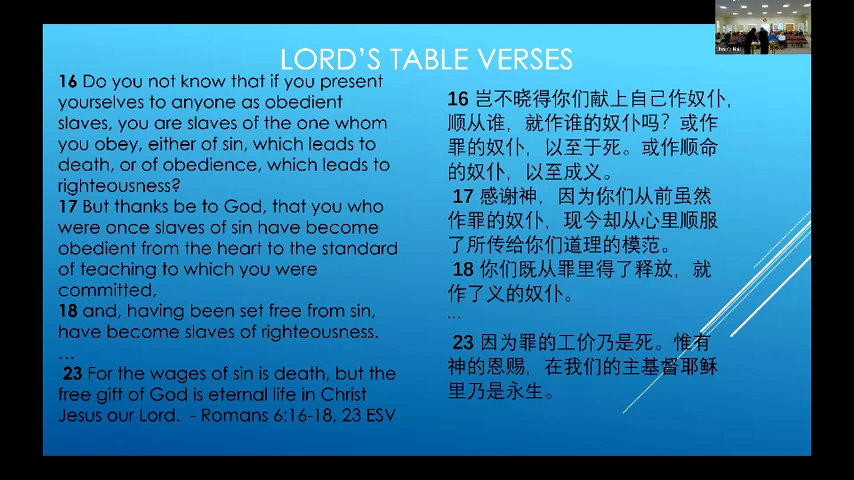 LORD'S TABLE VERSES
16 Do you not know that if you present
yourselves to anyone as obedient
slaves, you are slaves of the one whom
you obey, either of sin, which leads to
death, or of obedience, which leads to
righteousness?
17 But thanks be to God, that you who
were once slaves of sin have become
obedient from the heart to the standard
of teaching to which you were
committed,
18 and, having been set free from sin,
have become slaves of righteousness.
…
23 For the wages of sin is death, but the
free gift of God is eternal life in Christ
Jesus our Lord. - Romans 6:16-18, 23 ESV
16 岂不晓得你们献上自己作奴仆，
顺从谁，就作谁的奴仆吗？或作
罪的奴仆，以至于死。或作顺命
的奴仆，以至成义。
17 感谢神，因为你们从前虽然
作罪的奴仆，现今却从心里顺服
了所传给你们道理的模范。
18 你们既从罪里得了释放，就
作了义的奴仆。
…
23 因为罪的工价乃是死。惟有
神的恩赐，在我们的主基督耶稣
里乃是永生。